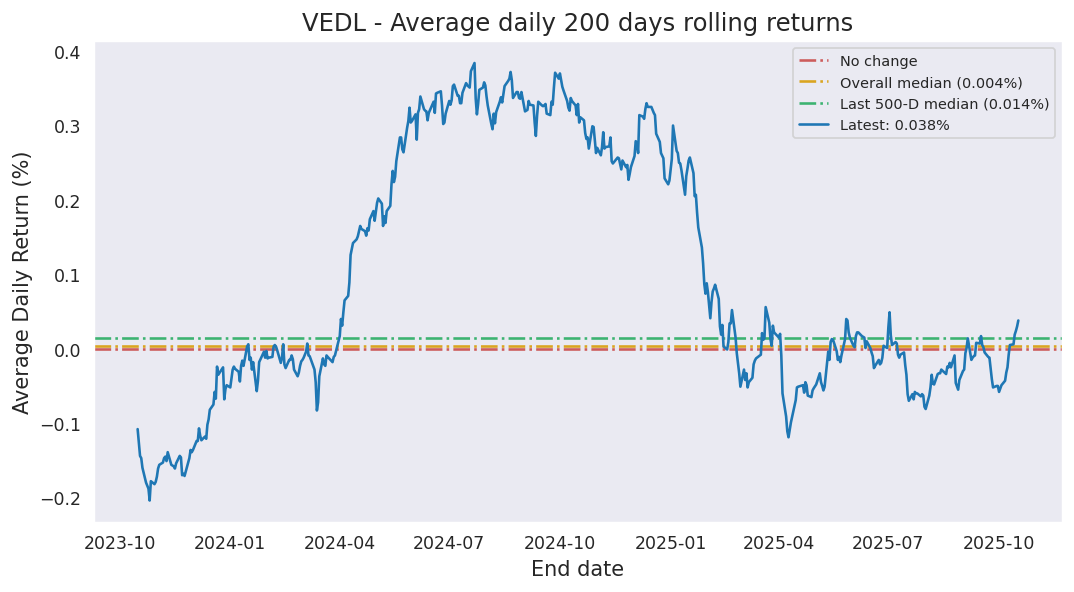 VEDL - Average daily 200 days rolling returns
No change
Overall median (0.004%)
Last 500-D median (0.014%)
Latest: 0.038%
Average Daily Return (%)
0.4
0.3
0.2
0.1
0.0
−0.1
−0.2
2023-10 2024-01 2024-04 2024-07 2024-10 2025-01 2025-04 2025-07 2025-10
End date